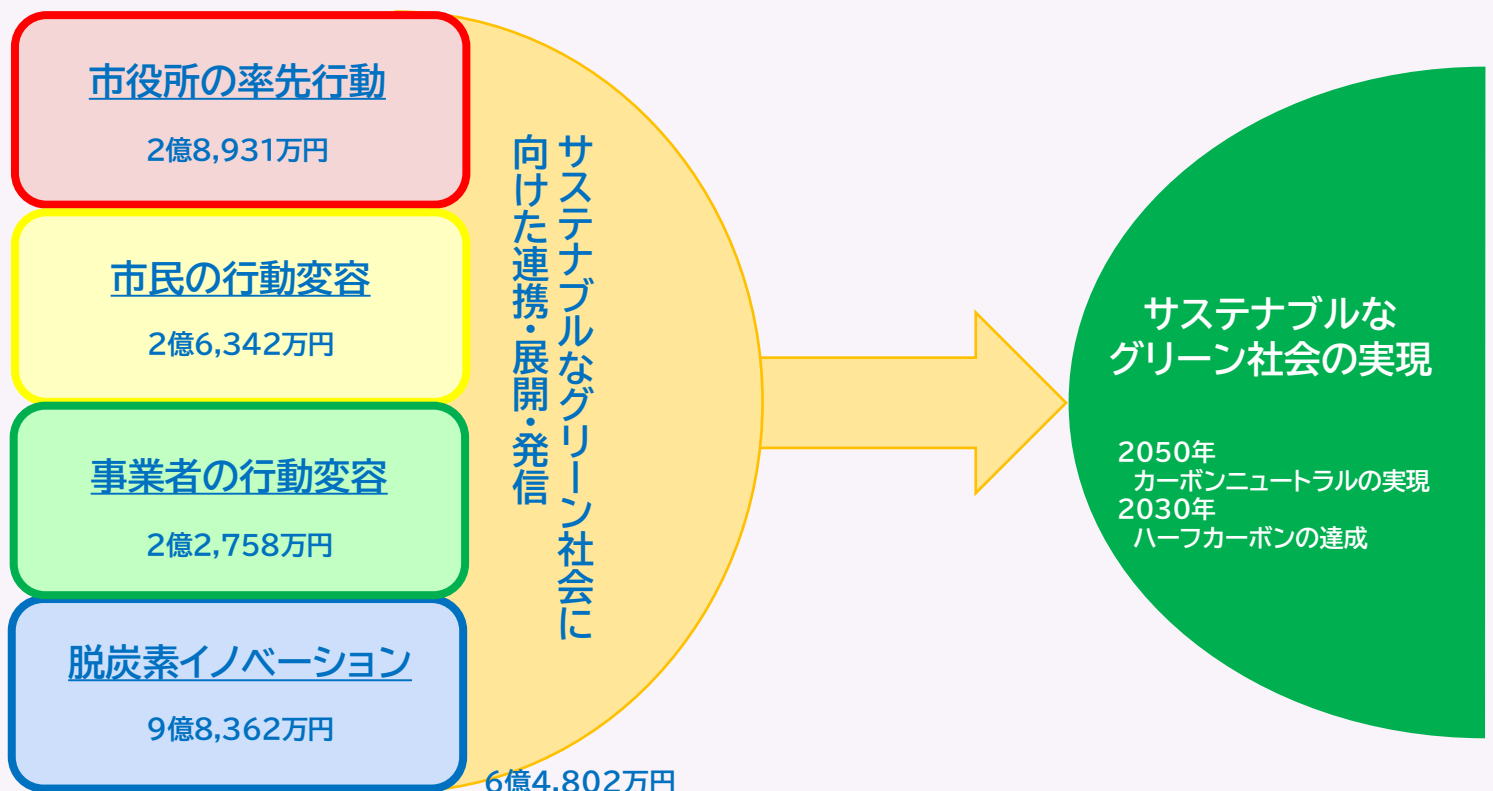 市役所の率先行動
2億8,931万円
市民の行動変容
2億6,342万円
事業者の行動変容
2億2,758万円
脱炭素イノベーション
9億8,362万円
サステナブルなグリーン社会に
向けた連携・展開・発信
6億4,802万円
サステナブルな
グリーン社会の実現
2050年
カーボンニュートラルの実現
2030年
ハーフカーボンの達成